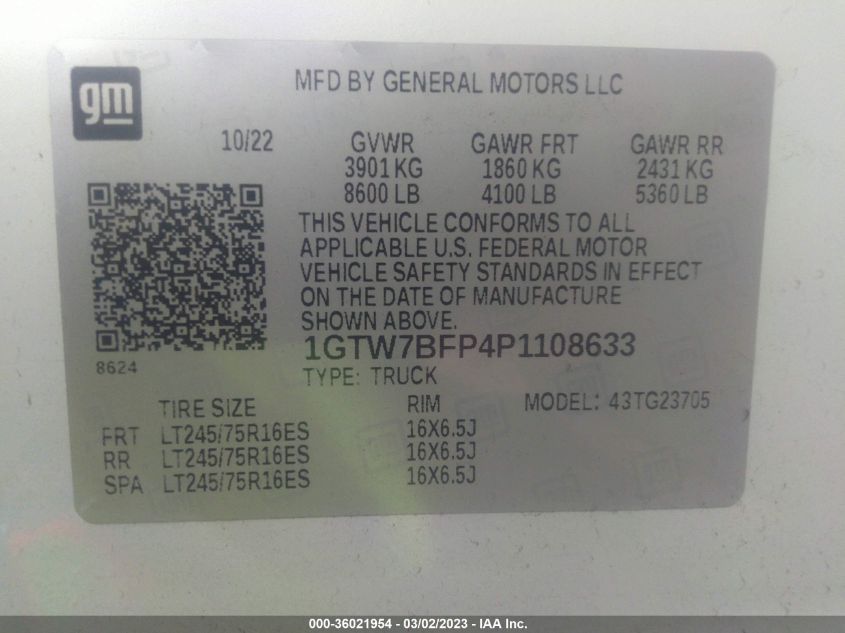 gm
MFD BY GENERAL MOTORS LLC
10/22 GVWR GAWR FRT GAWR RR
3901 KG 1860 KG 2431 KG
8600 LB 4100 LB 5360 LB
THIS VEHICLE CONFORMS TO ALL
APPLICABLE U.S. FEDERAL MOTOR
VEHICLE SAFETY STANDARDS IN EFFECT
ON THE DATE OF MANUFACTURE
SHOWN ABOVE.
1GTW7BFP4P1108633
8624
TYPE: TRUCK
TIRE SIZE RIM MODEL: 43TG23705
FRT LT245/75R16ES 16X6.5J
RR LT245/75R16ES 16X6.5J
SPA LT245/75R16ES 16X6.5J
000-36021954 - 03/02/2023 - IAA Inc.